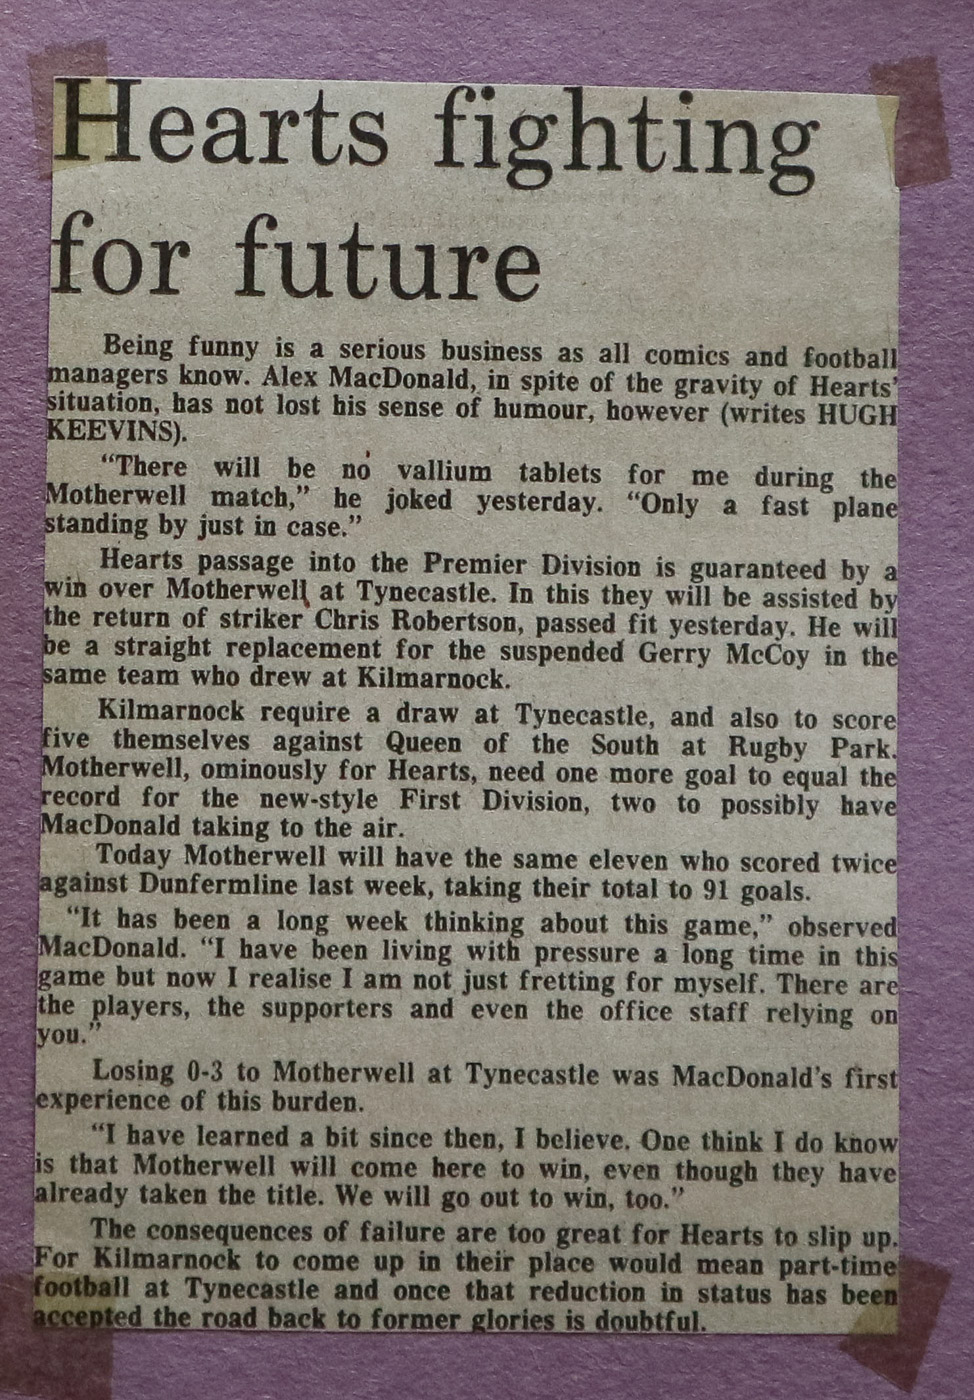 Hearts fighting
for future
Being funny is a serious business as all comics and football
managers know. Alex MacDonald, in spite of the gravity of Hearts'
situation, has not lost his sense of humour, however (writes HUGH
KEEVINS).
"There will be no vallium tablets for me during the
Motherwell match," he joked yesterday. "Only a fast plane
standing by just in case."
Hearts passage into the Premier Division is guaranteed by a
win over Motherwell at Tynecastle. In this they will be assisted by
the return of striker Chris Robertson, passed fit yesterday. He will
be a straight replacement for the suspended Gerry McCoy in the
same team who drew at Kilmarnock.
Kilmarnock require a draw at Tynecastle, and also to score
five themselves against Queen of the South at Rugby Park.
Motherwell, ominously for Hearts, need one more goal to equal the
record for the new-style First Division, two to possibly have
MacDonald taking to the air.
Today Motherwell will have the same eleven who scored twice
against Dunfermline last week, taking their total to 91 goals.
"It has been a long week thinking about this game," observed
MacDonald. "I have been living with pressure a long time in this
game but now I realise I am not just fretting for myself. There are
the players, the supporters and even the office staff relying on
you."
Losing 0-3 to Motherwell at Tynecastle was MacDonald's first
experience of this burden.
"I have learned a bit since then, I believe. One think I do know
is that Motherwell will come here to win, even though they have
already taken the title. We will go out to win, too."
The consequences of failure are too great for Hearts to slip up.
For Kilmarnock to come up in their place would mean part-time
football at Tynecastle and once that reduction in status has been
accepted the road back to former glories is doubtful.